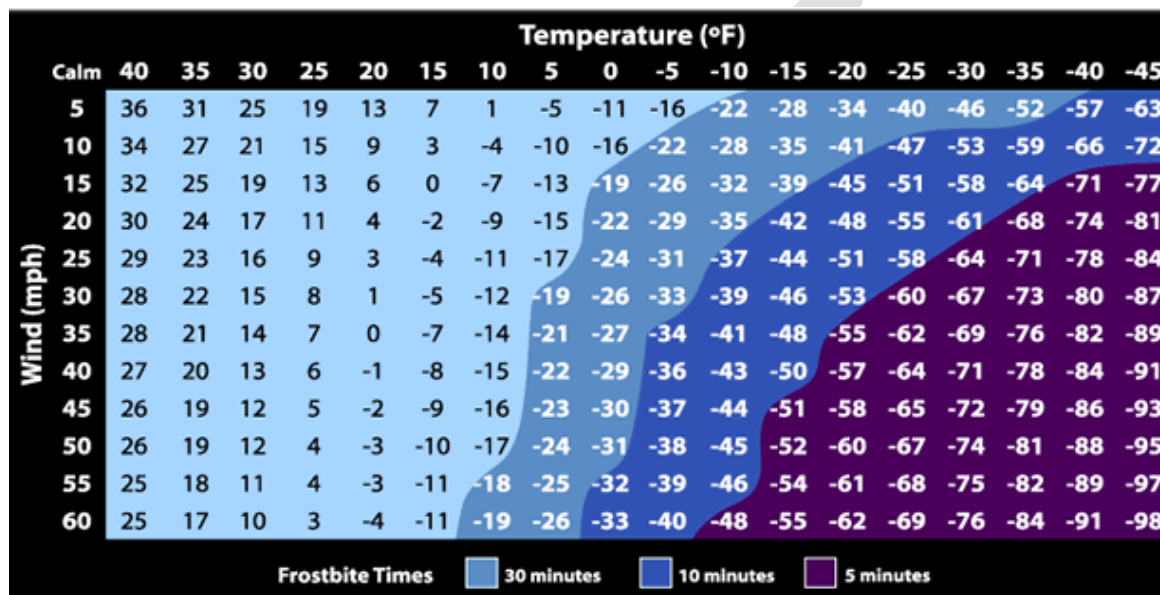 Temperature (ºF)
Calm 40 35 30 25 20 15 10 5 0 -5 -10 -15 -20 -25 -30 -35 -40 -45
5 36 31 25 19 13 7 1 -5 -11 -16 -22 -28 -34 -40 -46 -52 -57 -63
10 34 27 21 15 9 3 -4 -10 -16 -22 -28 -35 -41 -47 -53 -59 -66 -72
15 32 25 19 13 6 0 -7 -13 -19 -26 -32 -39 -45 -51 -58 -64 -71 -77
20 30 24 17 11 4 -2 -9 -15 -22 -29 -35 -42 -48 -55 -61 -68 -74 -81
25 29 23 16 9 3 -4 -11 -17 -24 -31 -37 -44 -51 -58 -64 -71 -78 -84
30 28 22 15 8 1 -5 -12 -19 -26 -33 -39 -46 -53 -60 -67 -73 -80 -87
35 28 21 14 7 0 -7 -14 -21 -27 -34 -41 -48 -55 -62 -69 -76 -82 -89
40 27 20 13 6 -1 -8 -15 -22 -29 -36 -43 -50 -57 -64 -71 -78 -84 -91
45 26 19 12 5 -2 -9 -16 -23 -30 -37 -44 -51 -58 -65 -72 -79 -86 -93
50 26 19 12 4 -3 -10 -17 -24 -31 -38 -45 -52 -60 -67 -74 -81 -88 -95
55 25 18 11 4 -3 -11 -18 -25 -32 -39 -46 -54 -61 -68 -75 -82 -89 -97
60 25 17 10 3 -4 -11 -19 -26 -33 -40 -48 -55 -62 -69 -76 -84 -91 -98
Wind (mph)
Frostbite Times 30 minutes 10 minutes 5 minutes